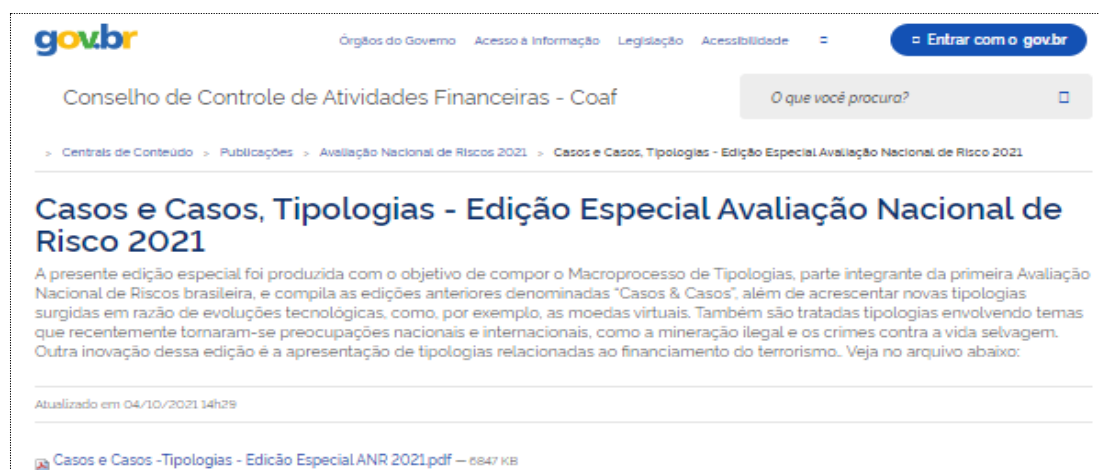 gov.br
Órgãos do Governo Acesso à Informação Legislação Acessibilidade Entrar com o gov.br
Conselho de Controle de Atividades Financeiras - Coaf O que você procura?
> Centrais de Conteúdo > Publicações > Avaliação Nacional de Riscos 2021 > Casos e Casos, Tipologias - Edição Especial Avaliação Nacional de Risco 2021
Casos e Casos, Tipologias - Edição Especial Avaliação Nacional de
Risco 2021
A presente edição especial foi produzida com o objetivo de compor o Macroprocesso de Tipologias, parte integrante da primeira Avaliação
Nacional de Riscos brasileira, e compila as edições anteriores denominadas “Casos & Casos”, além de acrescentar novas tipologias
surgidas em razão de evoluções tecnológicas, como, por exemplo, as moedas virtuais. Também são tratadas tipologias envolvendo temas
que recentemente tornaram-se preocupações nacionais e internacionais, como a mineração ilegal e os crimes contra a vida selvagem.
Outra inovação dessa edição é a apresentação de tipologias relacionadas ao financiamento do terrorismo.. Veja no arquivo abaixo:
Atualizado em 04/10/2021 14h29
Casos e Casos -Tipologias - Edicão Especial ANR 2021.pdf — 6847 KB